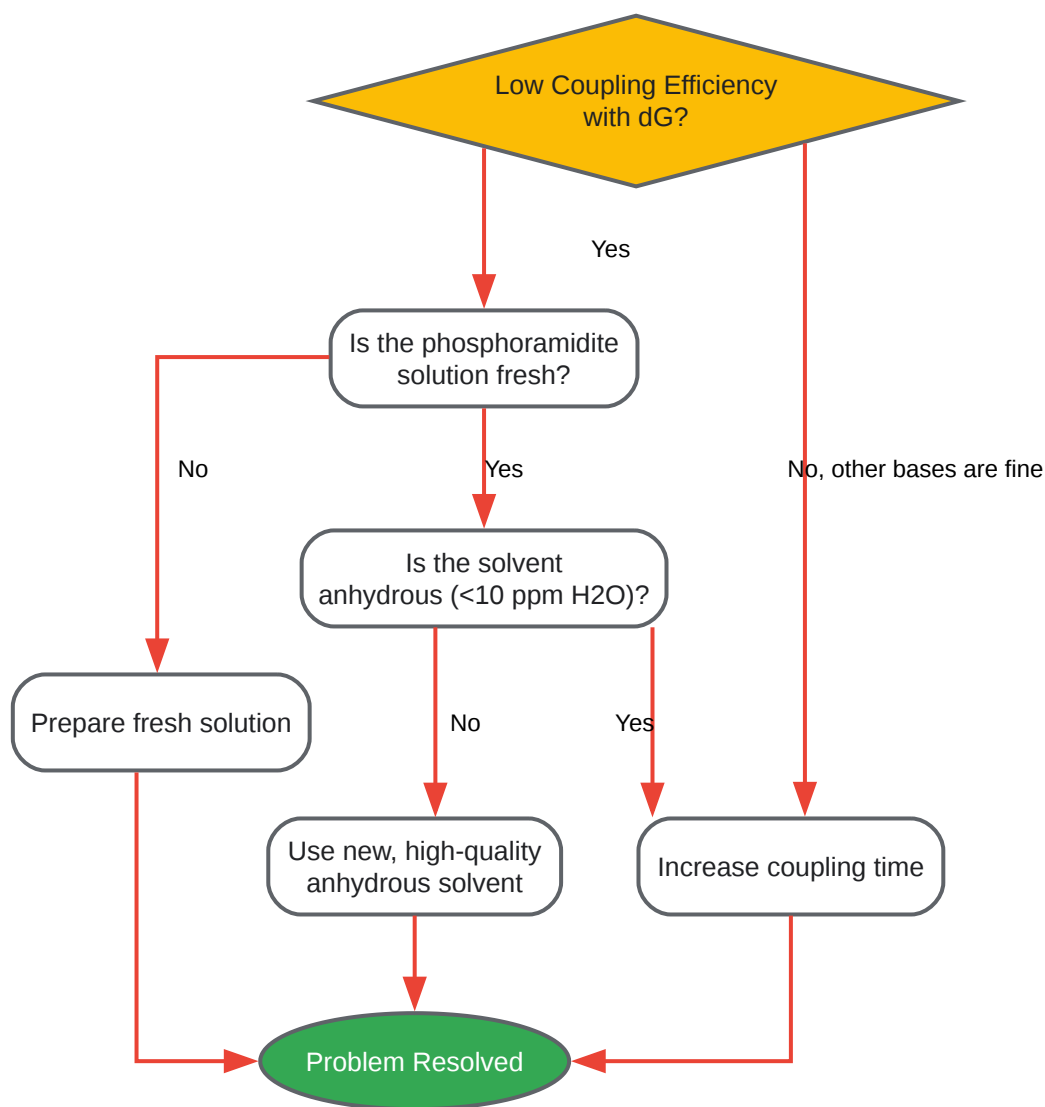 Low Coupling Efficiency
with dG?
Yes
Is the phosphoramidite
solution fresh?
No
Yes
No, other bases are fine
Is the solvent
anhydrous (<10 ppm H2O)?
Prepare fresh solution
No
Yes
Use new, high-quality
anhydrous solvent
Increase coupling time
Problem Resolved